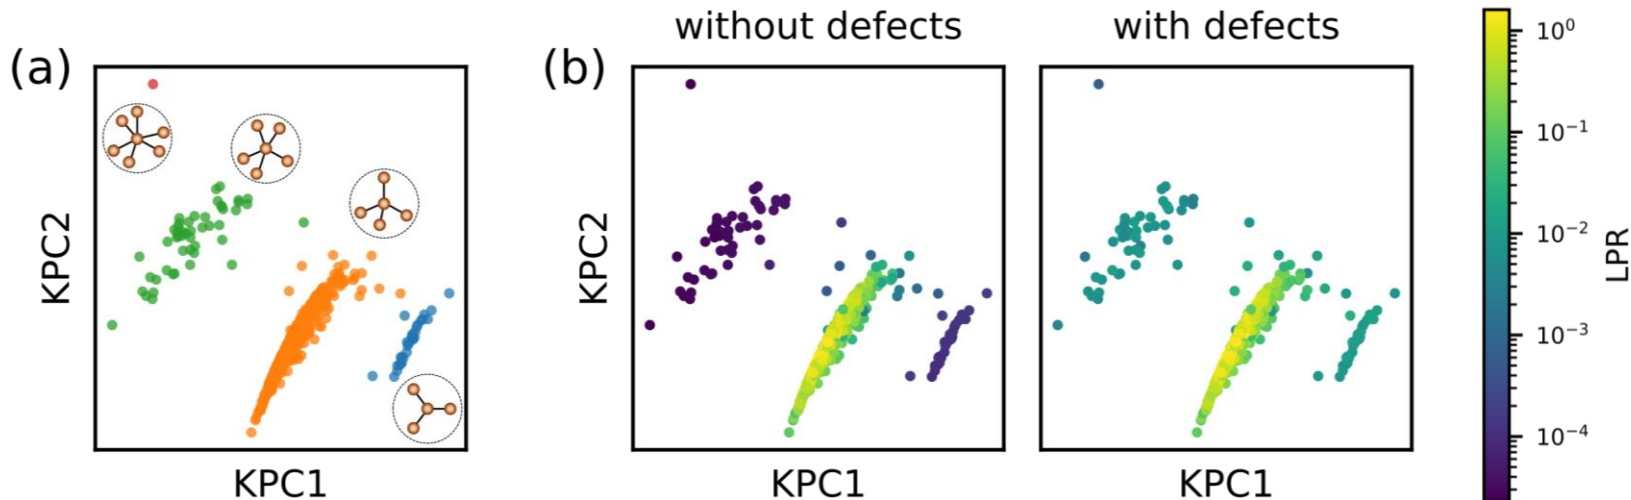 without defects
with defects
(a)
(b)
KPC2
KPC1
KPC2
KPC1
KPC1
10⁰
10⁻¹
10⁻²
10⁻³
10⁻⁴
LPR